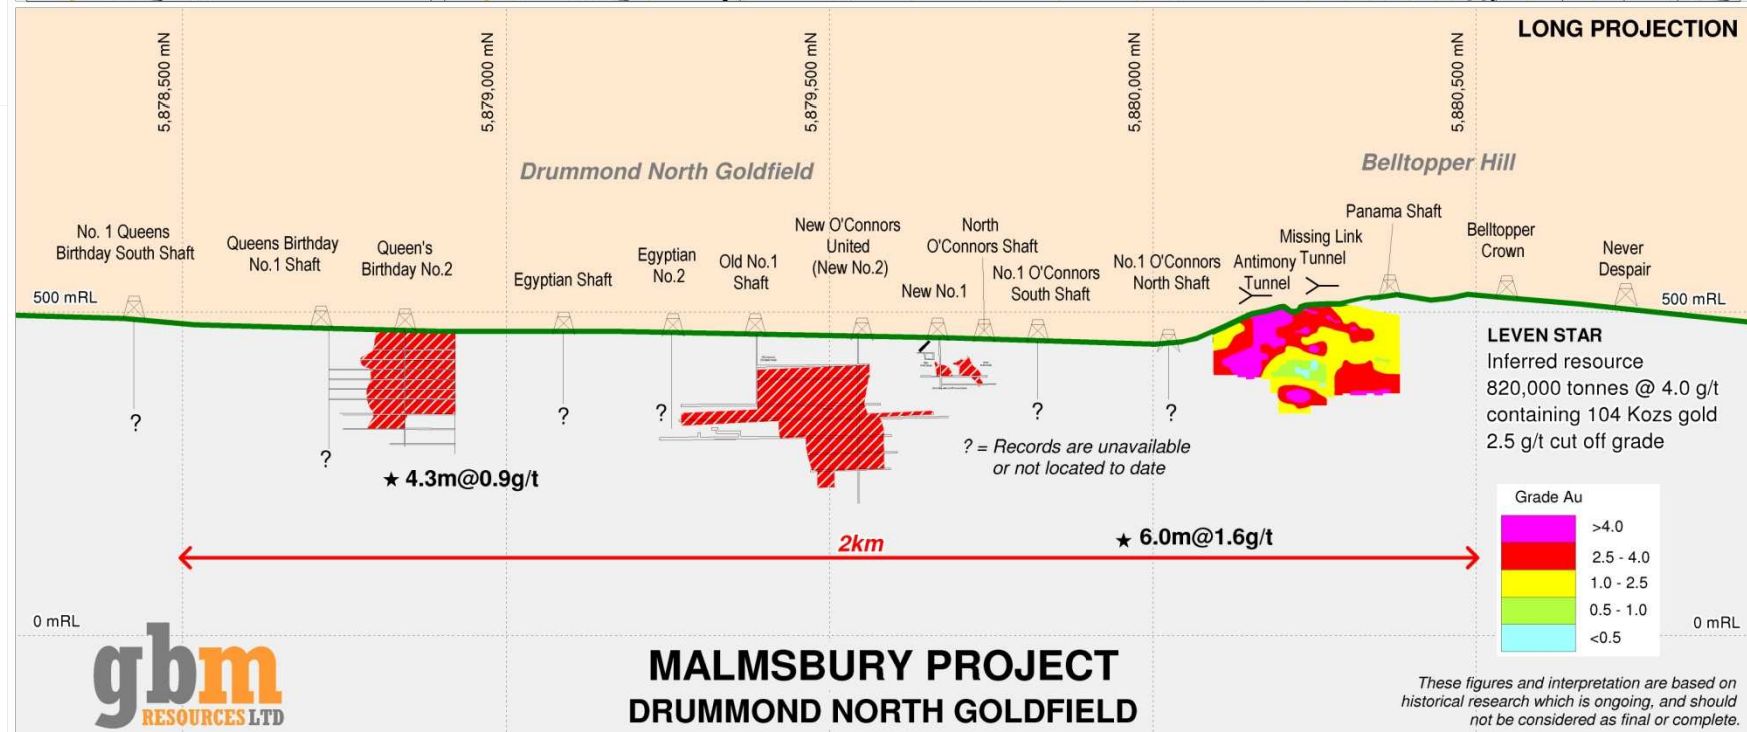 LONG PROJECTION
5,878,500 mN
5,879,000 mN
5,879,500 mN
5,880,000 mN
5,880,500 mN
Drummond North Goldfield
Belltopper Hill
No. 1 Queens
Birthday South Shaft
Queens Birthday
No.1 Shaft
Queen's
Birthday No.2
Egyptian Shaft
Egyptian
No.2
Old No.1
Shaft
New O'Connors
United
(New No.2)
New No.1
North
O'Connors Shaft
No.1 O'Connors
South Shaft
No.1 O'Connors
North Shaft
Antimony
Tunnel
Missing Link
Tunnel
Panama Shaft
Belltopper
Crown
Never
Despair
500 mRL
500 mRL
?
?
?
?
?
?
LEVEN STAR
Inferred resource
820,000 tonnes @ 4.0 g/t
containing 104 Kozs gold
2.5 g/t cut off grade
? = Records are unavailable
or not located to date
★ 4.3m@0.9g/t
★ 6.0m@1.6g/t
2km
Grade Au
>4.0
2.5 - 4.0
1.0 - 2.5
0.5 - 1.0
<0.5
0 mRL
0 mRL
gbm
RESOURCES LTD
MALMSBURY PROJECT
DRUMMOND NORTH GOLDFIELD
These figures and interpretation are based on
historical research which is ongoing, and should
not be considered as final or complete.